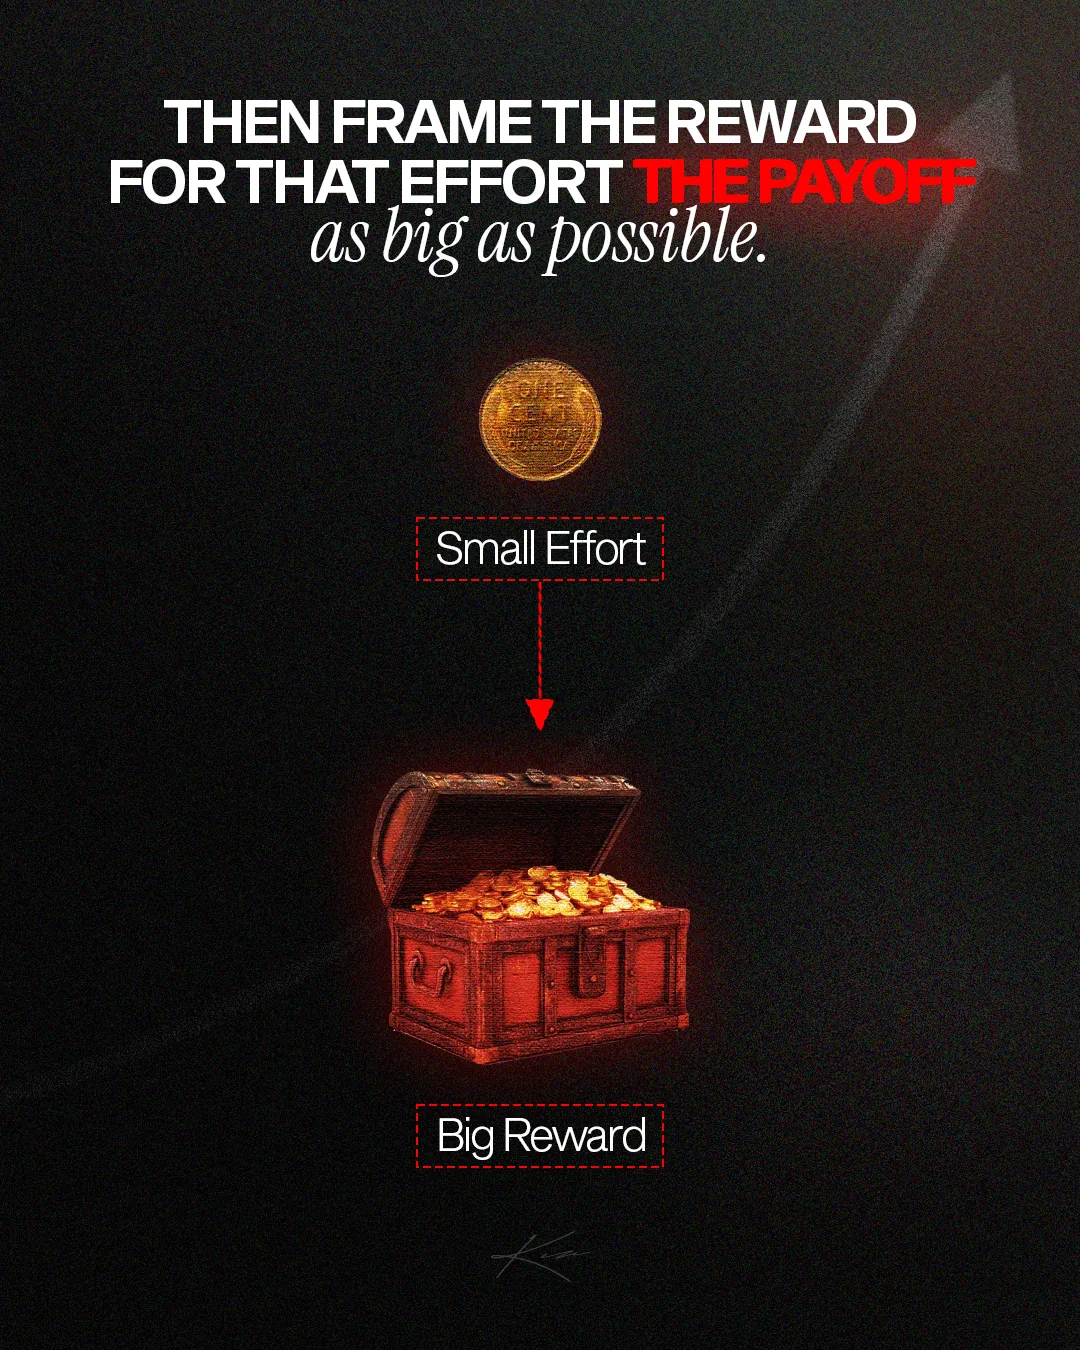 THEN FRAME THE REWARD
FOR THAT EFFORT THE PAYOFF
as big as possible.
ONE
CENT
Small Effort
Big Reward